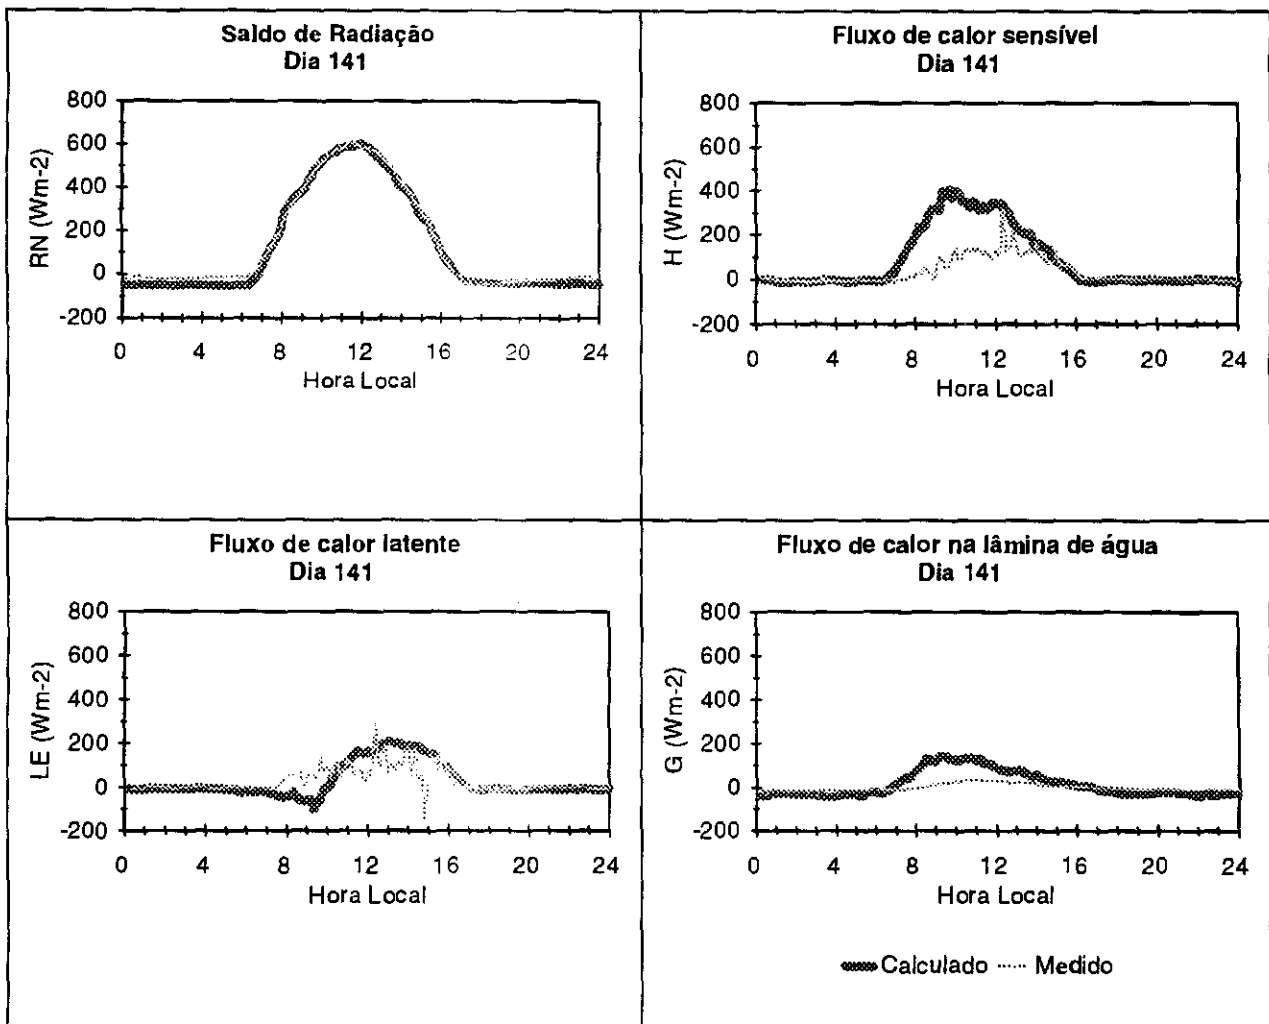 Saldo de Radiação
Dia 141
800
600
400
200
0
-200
RN (Wm-2)
0 4 8 12 16 20 24
Hora Local
Fluxo de calor sensível
Dia 141
800
600
400
200
0
-200
H (Wm-2)
0 4 8 12 16 20 24
Hora Local
Fluxo de calor latente
Dia 141
800
600
400
200
0
-200
LE (Wm-2)
0 4 8 12 16 20 24
Hora Local
Fluxo de calor na lâmina de água
Dia 141
800
600
400
200
0
-200
G (Wm-2)
0 4 8 12 16 20 24
Hora Local
Calculado Medido